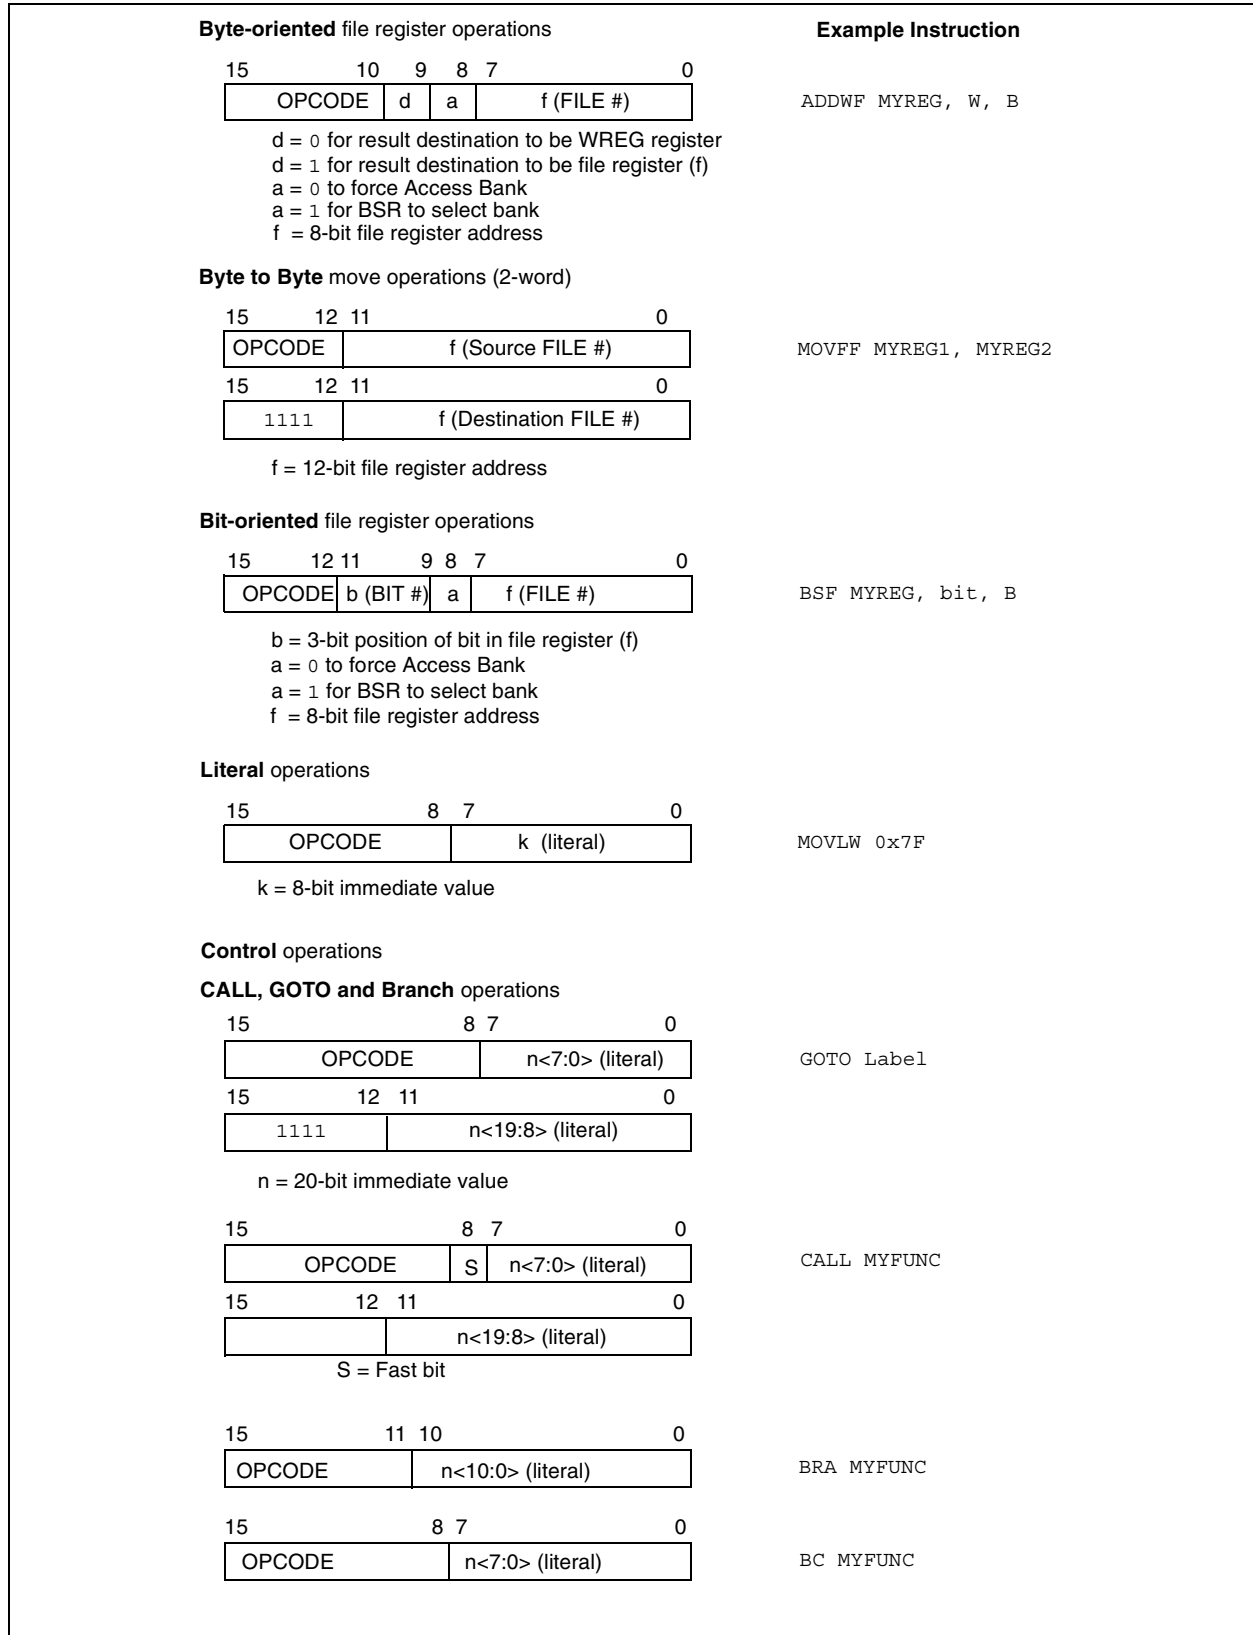 Byte-oriented file register operations    Example Instruction
15 10 9 8 7 0
OPCODE d a f (FILE #)    ADDWF MYREG, W, B
d = 0 for result destination to be WREG register
d = 1 for result destination to be file register (f)
a = 0 to force Access Bank
a = 1 for BSR to select bank
f = 8-bit file register address
Byte to Byte move operations (2-word)
15 12 11 0
OPCODE f (Source FILE #)    MOVFF MYREG1, MYREG2
15 12 11 0
1111 f (Destination FILE #)
f = 12-bit file register address
Bit-oriented file register operations
15 12 11 9 8 7 0
OPCODE b (BIT #) a f (FILE #)    BSF MYREG, bit, B
b = 3-bit position of bit in file register (f)
a = 0 to force Access Bank
a = 1 for BSR to select bank
f = 8-bit file register address
Literal operations
15 8 7 0
OPCODE k (literal)    MOVLW 0x7F
k = 8-bit immediate value
Control operations
CALL, GOTO and Branch operations
15 8 7 0
OPCODE n<7:0> (literal)    GOTO Label
15 12 11 0
1111 n<19:8> (literal)
n = 20-bit immediate value
15 8 7 0
OPCODE S n<7:0> (literal)    CALL MYFUNC
15 12 11 0
n<19:8> (literal)
S = Fast bit
15 11 10 0
OPCODE n<10:0> (literal)    BRA MYFUNC
15 8 7 0
OPCODE n<7:0> (literal)    BC MYFUNC